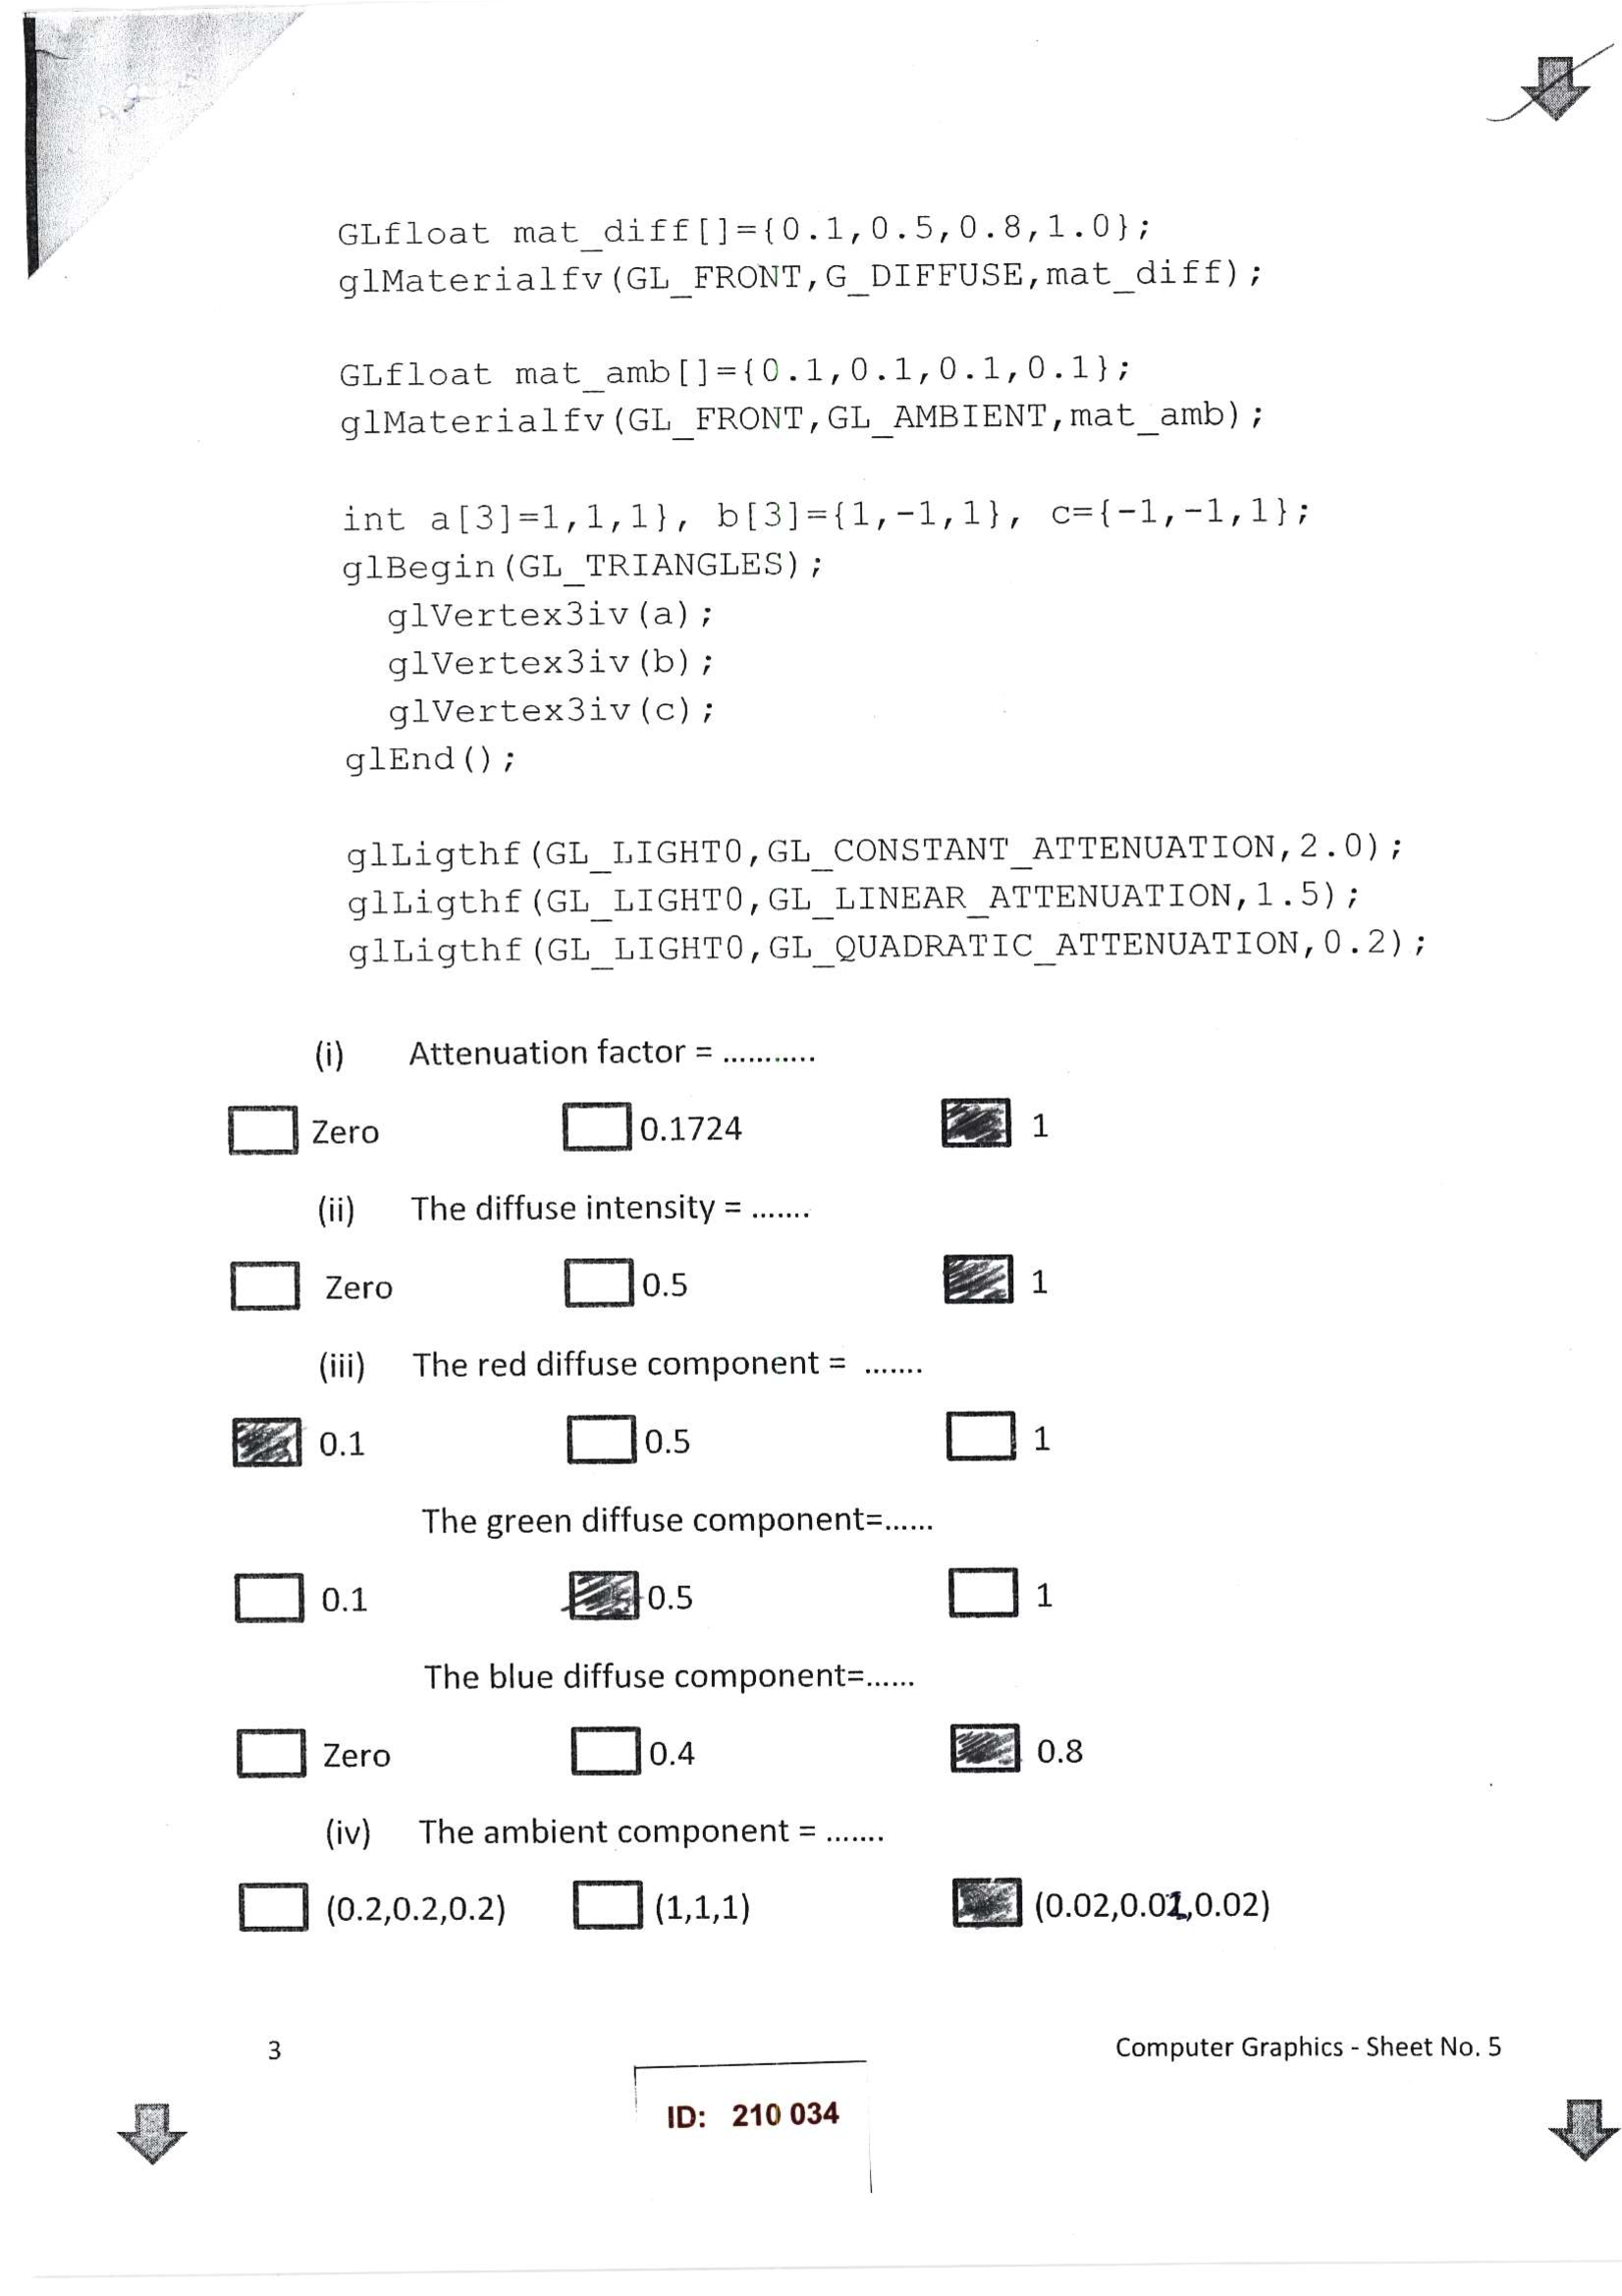 GLfloat mat_diff[]={0.1,0.5,0.8,1.0};
glMaterialfv(GL_FRONT,G_DIFFUSE,mat_diff);
GLfloat mat_amb[]={0.1,0.1,0.1,0.1};
glMaterialfv(GL_FRONT,GL_AMBIENT,mat_amb);
int a[3]=1,1,1}, b[3]={1,-1,1}, c={-1,-1,1};
glBegin(GL_TRIANGLES);
glVertex3iv(a);
glVertex3iv(b);
glVertex3iv(c);
glEnd();
glLigthf(GL_LIGHT0,GL_CONSTANT_ATTENUATION,2.0);
glLigthf(GL_LIGHT0,GL_LINEAR_ATTENUATION,1.5);
glLigthf(GL_LIGHT0,GL_QUADRATIC_ATTENUATION,0.2);
(i) Attenuation factor = ...........
Zero 0.1724 1
(ii) The diffuse intensity = .......
Zero 0.5 1
(iii) The red diffuse component = .......
0.1 0.5 1
The green diffuse component=......
0.1 0.5 1
The blue diffuse component=......
Zero 0.4 0.8
(iv) The ambient component = .......
(0.2,0.2,0.2) (1,1,1) (0.02,0.02,0.02)
3 Computer Graphics - Sheet No. 5
ID: 210 034